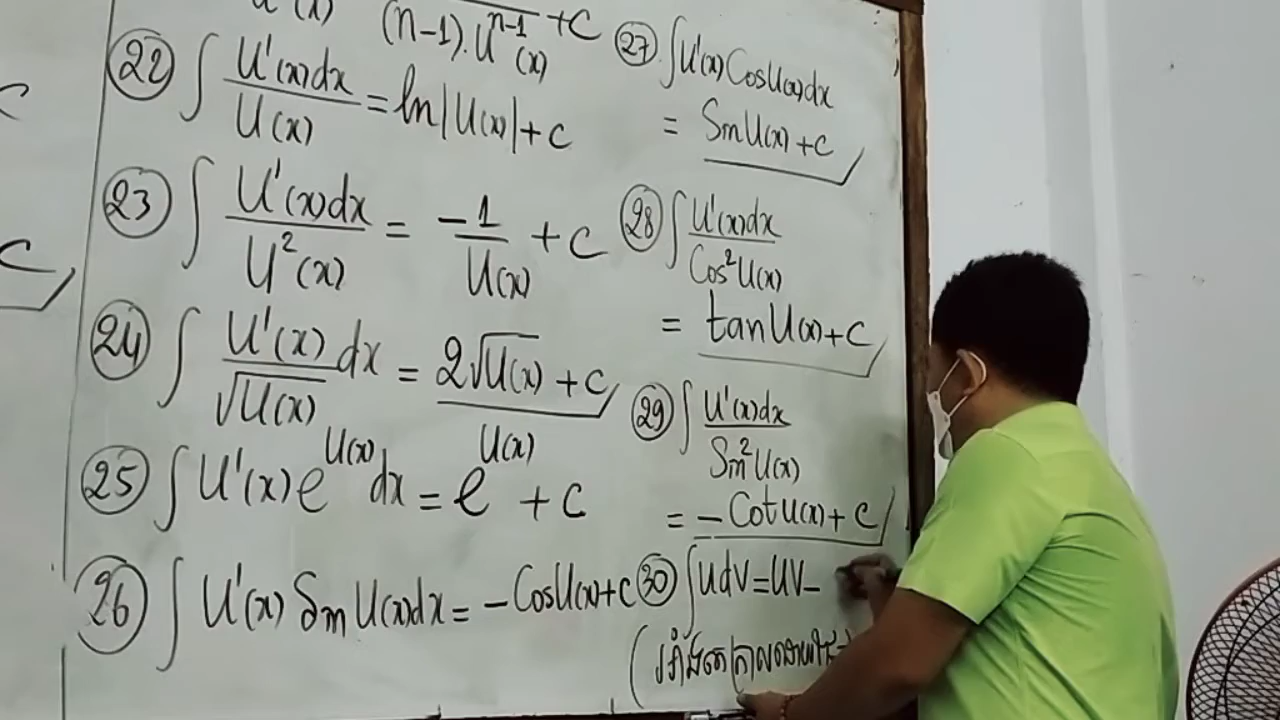 (n-1).U^{n-1}(x) + C
(22) ∫ U'(x)dx / U(x) = ln|U(x)| + C
(23) ∫ U'(x)dx / U²(x) = -1 / U(x) + C
(24) ∫ U'(x) / √U(x) dx = 2√U(x) + C
(25) ∫ U'(x) e^{U(x)} dx = e^{U(x)} + C
(26) ∫ U'(x) Sin U(x)dx = -CosU(x)+C
(27) ∫ U'(x) CosU(x)dx
= SinU(x)+C
(28) ∫ U'(x)dx / Cos²U(x)
= tanU(x)+C
(29) ∫ U'(x)dx / Sin²U(x)
= -CotU(x)+C
(30) ∫ UdV = UV-